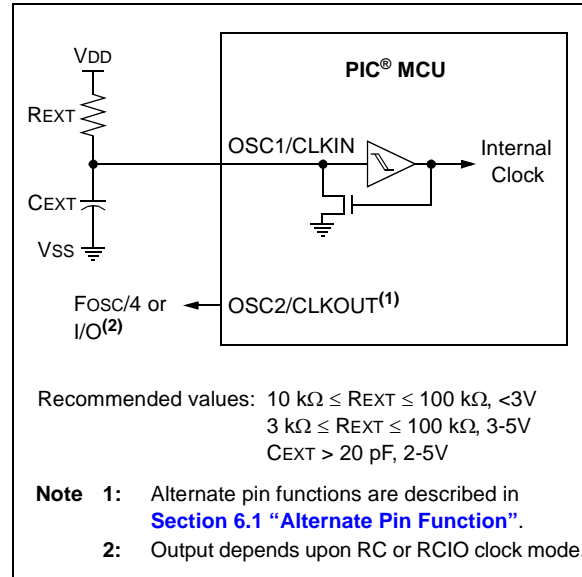 VDD
PIC® MCU
REXT
OSC1/CLKIN
Internal
Clock
CEXT
VSS
FOSC/4 or
I/O(2)
OSC2/CLKOUT(1)
Recommended values: 10 kΩ ≤ REXT ≤ 100 kΩ, <3V
3 kΩ ≤ REXT ≤ 100 kΩ, 3-5V
CEXT > 20 pF, 2-5V
Note 1: Alternate pin functions are described in
Section 6.1 “Alternate Pin Function”.
2: Output depends upon RC or RCIO clock mode.